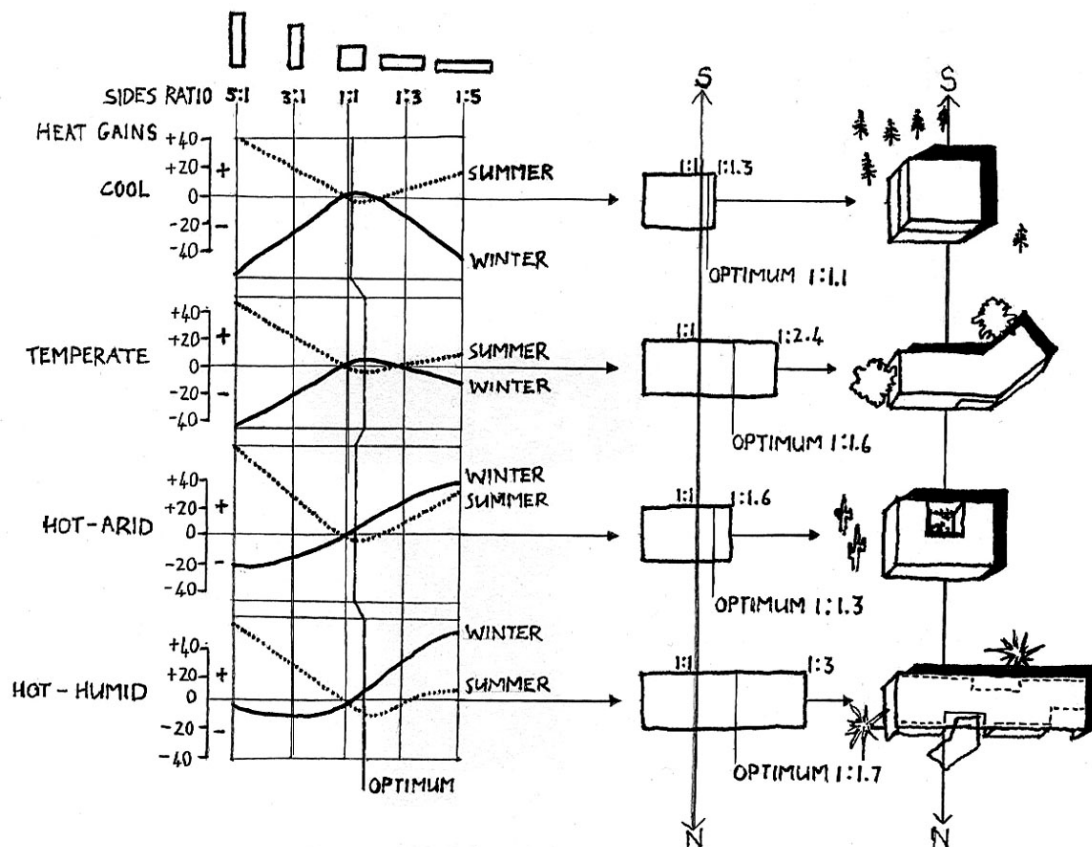 SIDES RATIO 5:1 3:1 1:1 1:3 1:5
HEAT GAINS
COOL
+40
+20
0
-20
-40
+
-
SUMMER
WINTER
TEMPERATE
+40
+20
0
-20
-40
+
-
SUMMER
WINTER
HOT-ARID
+40
+20
0
-20
-40
+
-
WINTER
SUMMER
HOT-HUMID
+40
+20
0
-20
-40
+
-
WINTER
SUMMER
OPTIMUM
S
1:1 1:1.3
OPTIMUM 1:1.1
1:1 1:2.4
OPTIMUM 1:1.6
1:1 1:1.6
OPTIMUM 1:1.3
1:1 1:3
OPTIMUM 1:1.7
N
S
N